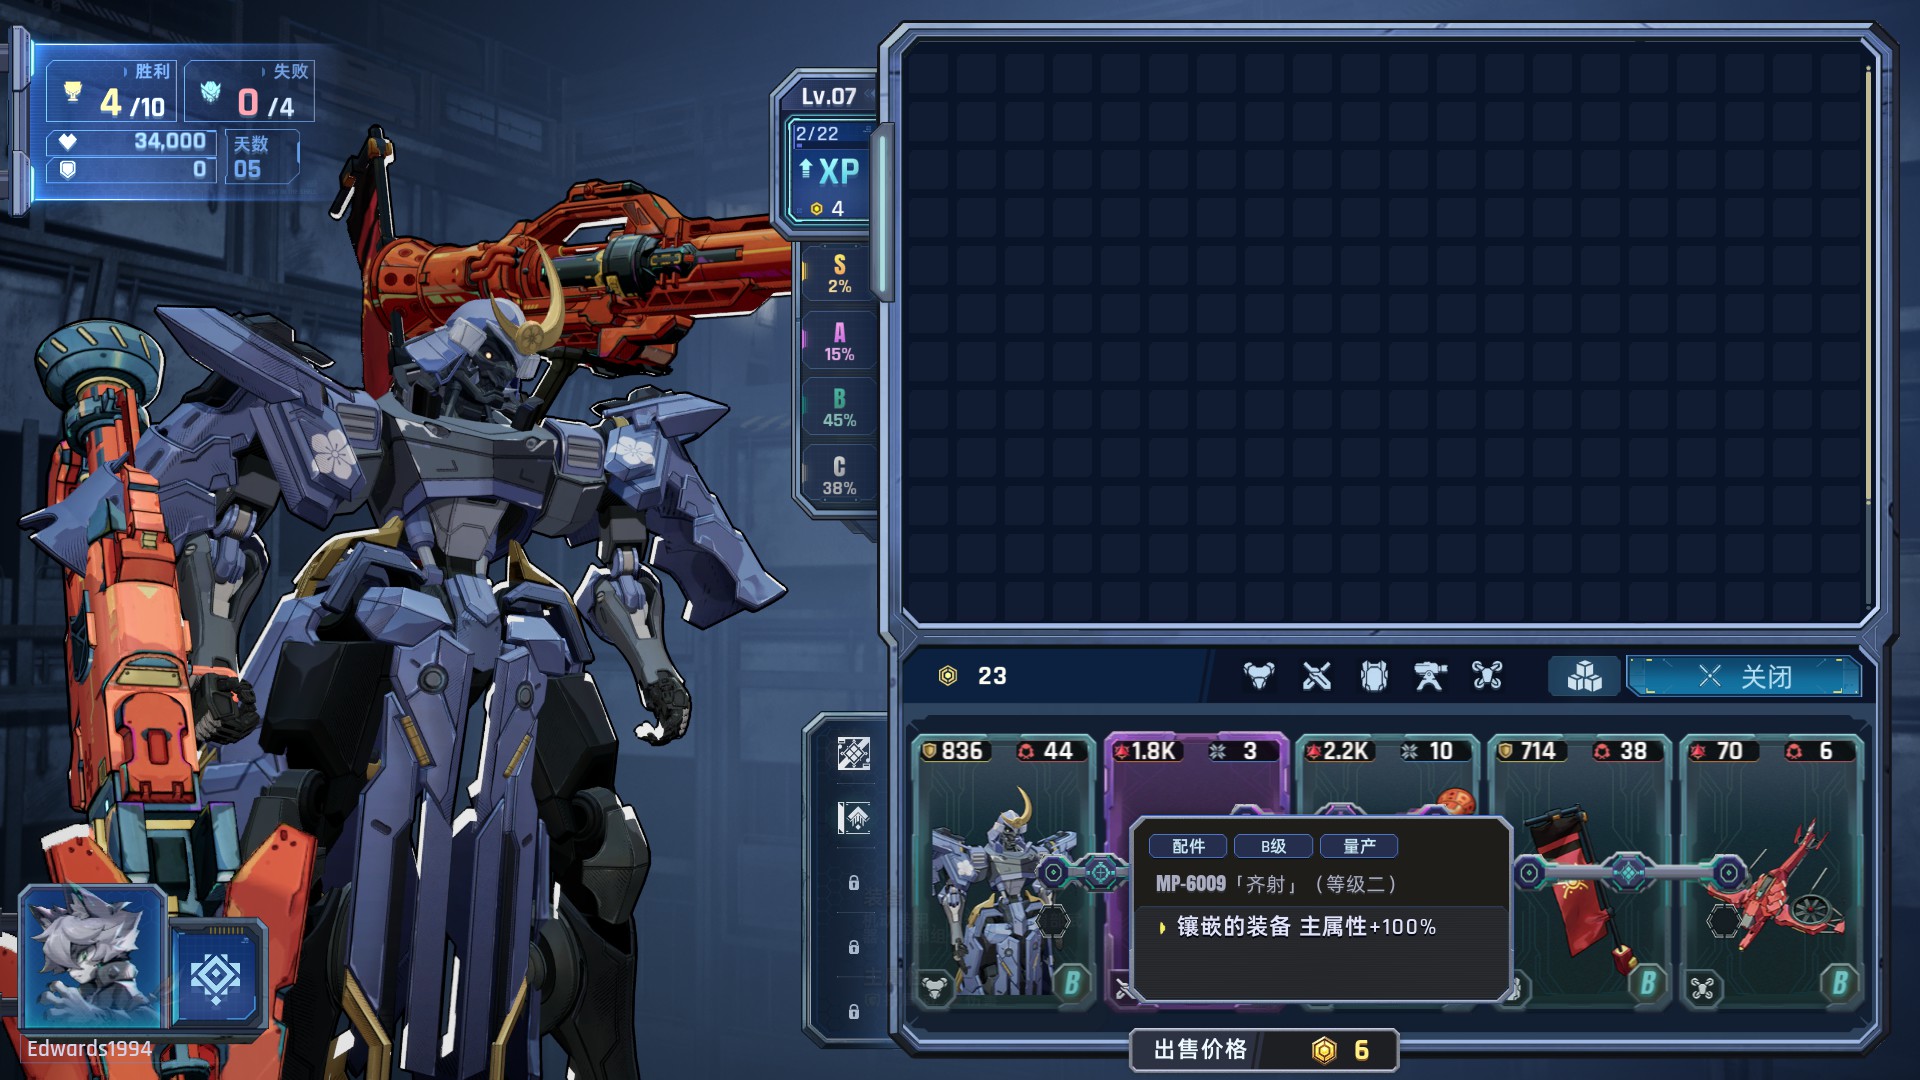 胜利
4 /10
失败
0 /4
34,000
0
天数
05
Lv.07
2/22
XP
4
S
2%
A
15%
B
45%
C
38%
23
关闭
836
44
1.8K
3
2.2K
10
714
38
70
6
配件
B级
量产
MP-6009「齐射」（等级二）
镶嵌的装备 主属性+100%
B
B
B
出售价格
6
Edwards1994